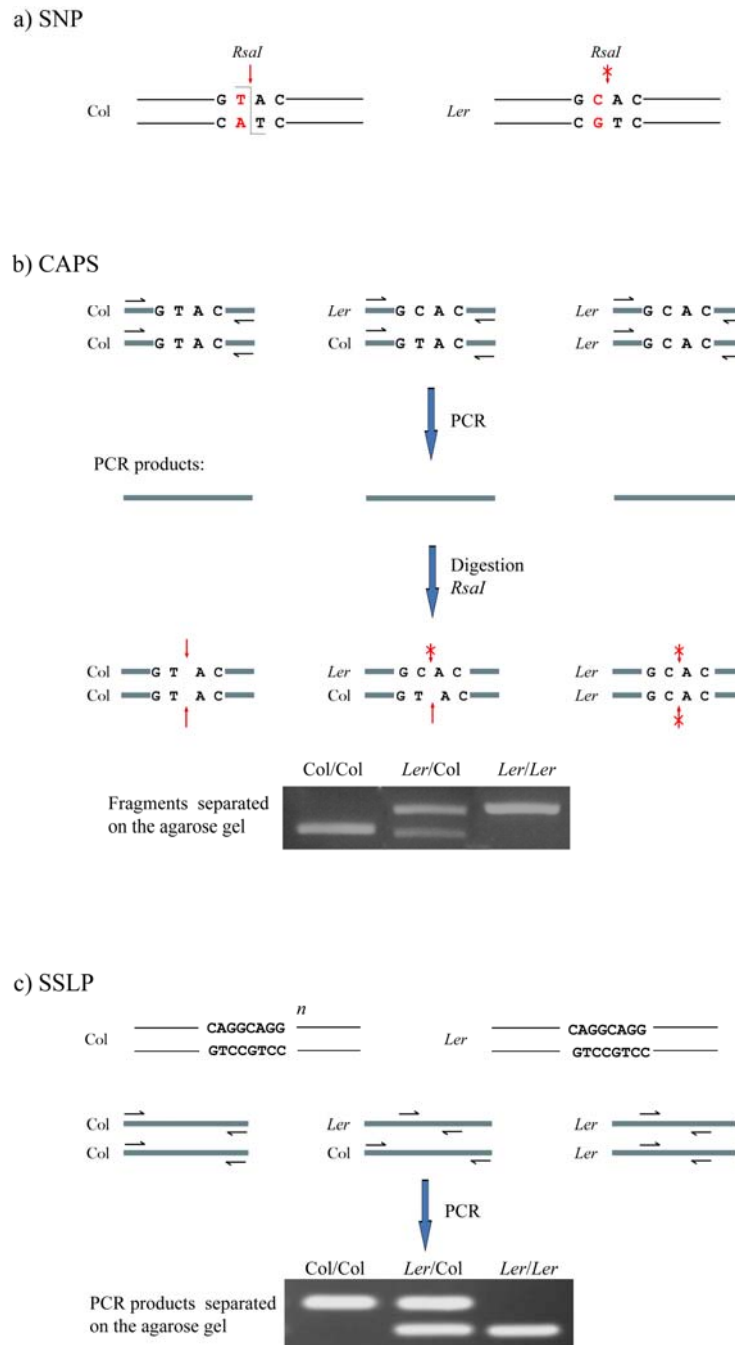 a) SNP
RsaI RsaI
Col G T A C Ler G C A C
C A T C C G T C
b) CAPS
Col G T A C Ler G C A C Ler G C A C
Col G T A C Col G T A C Ler G C A C
PCR
PCR products:
Digestion
RsaI
Col G T A C Ler G C A C Ler G C A C
Col G T A C Col G T A C Ler G C A C
Col/Col Ler/Col Ler/Ler
Fragments separated
on the agarose gel
c) SSLP
n
Col CAGGCAGG Ler CAGGCAGG
GTCCGTCC GTCCGTCC
Col Ler Ler
Col Col Ler
PCR
Col/Col Ler/Col Ler/Ler
PCR products separated
on the agarose gel